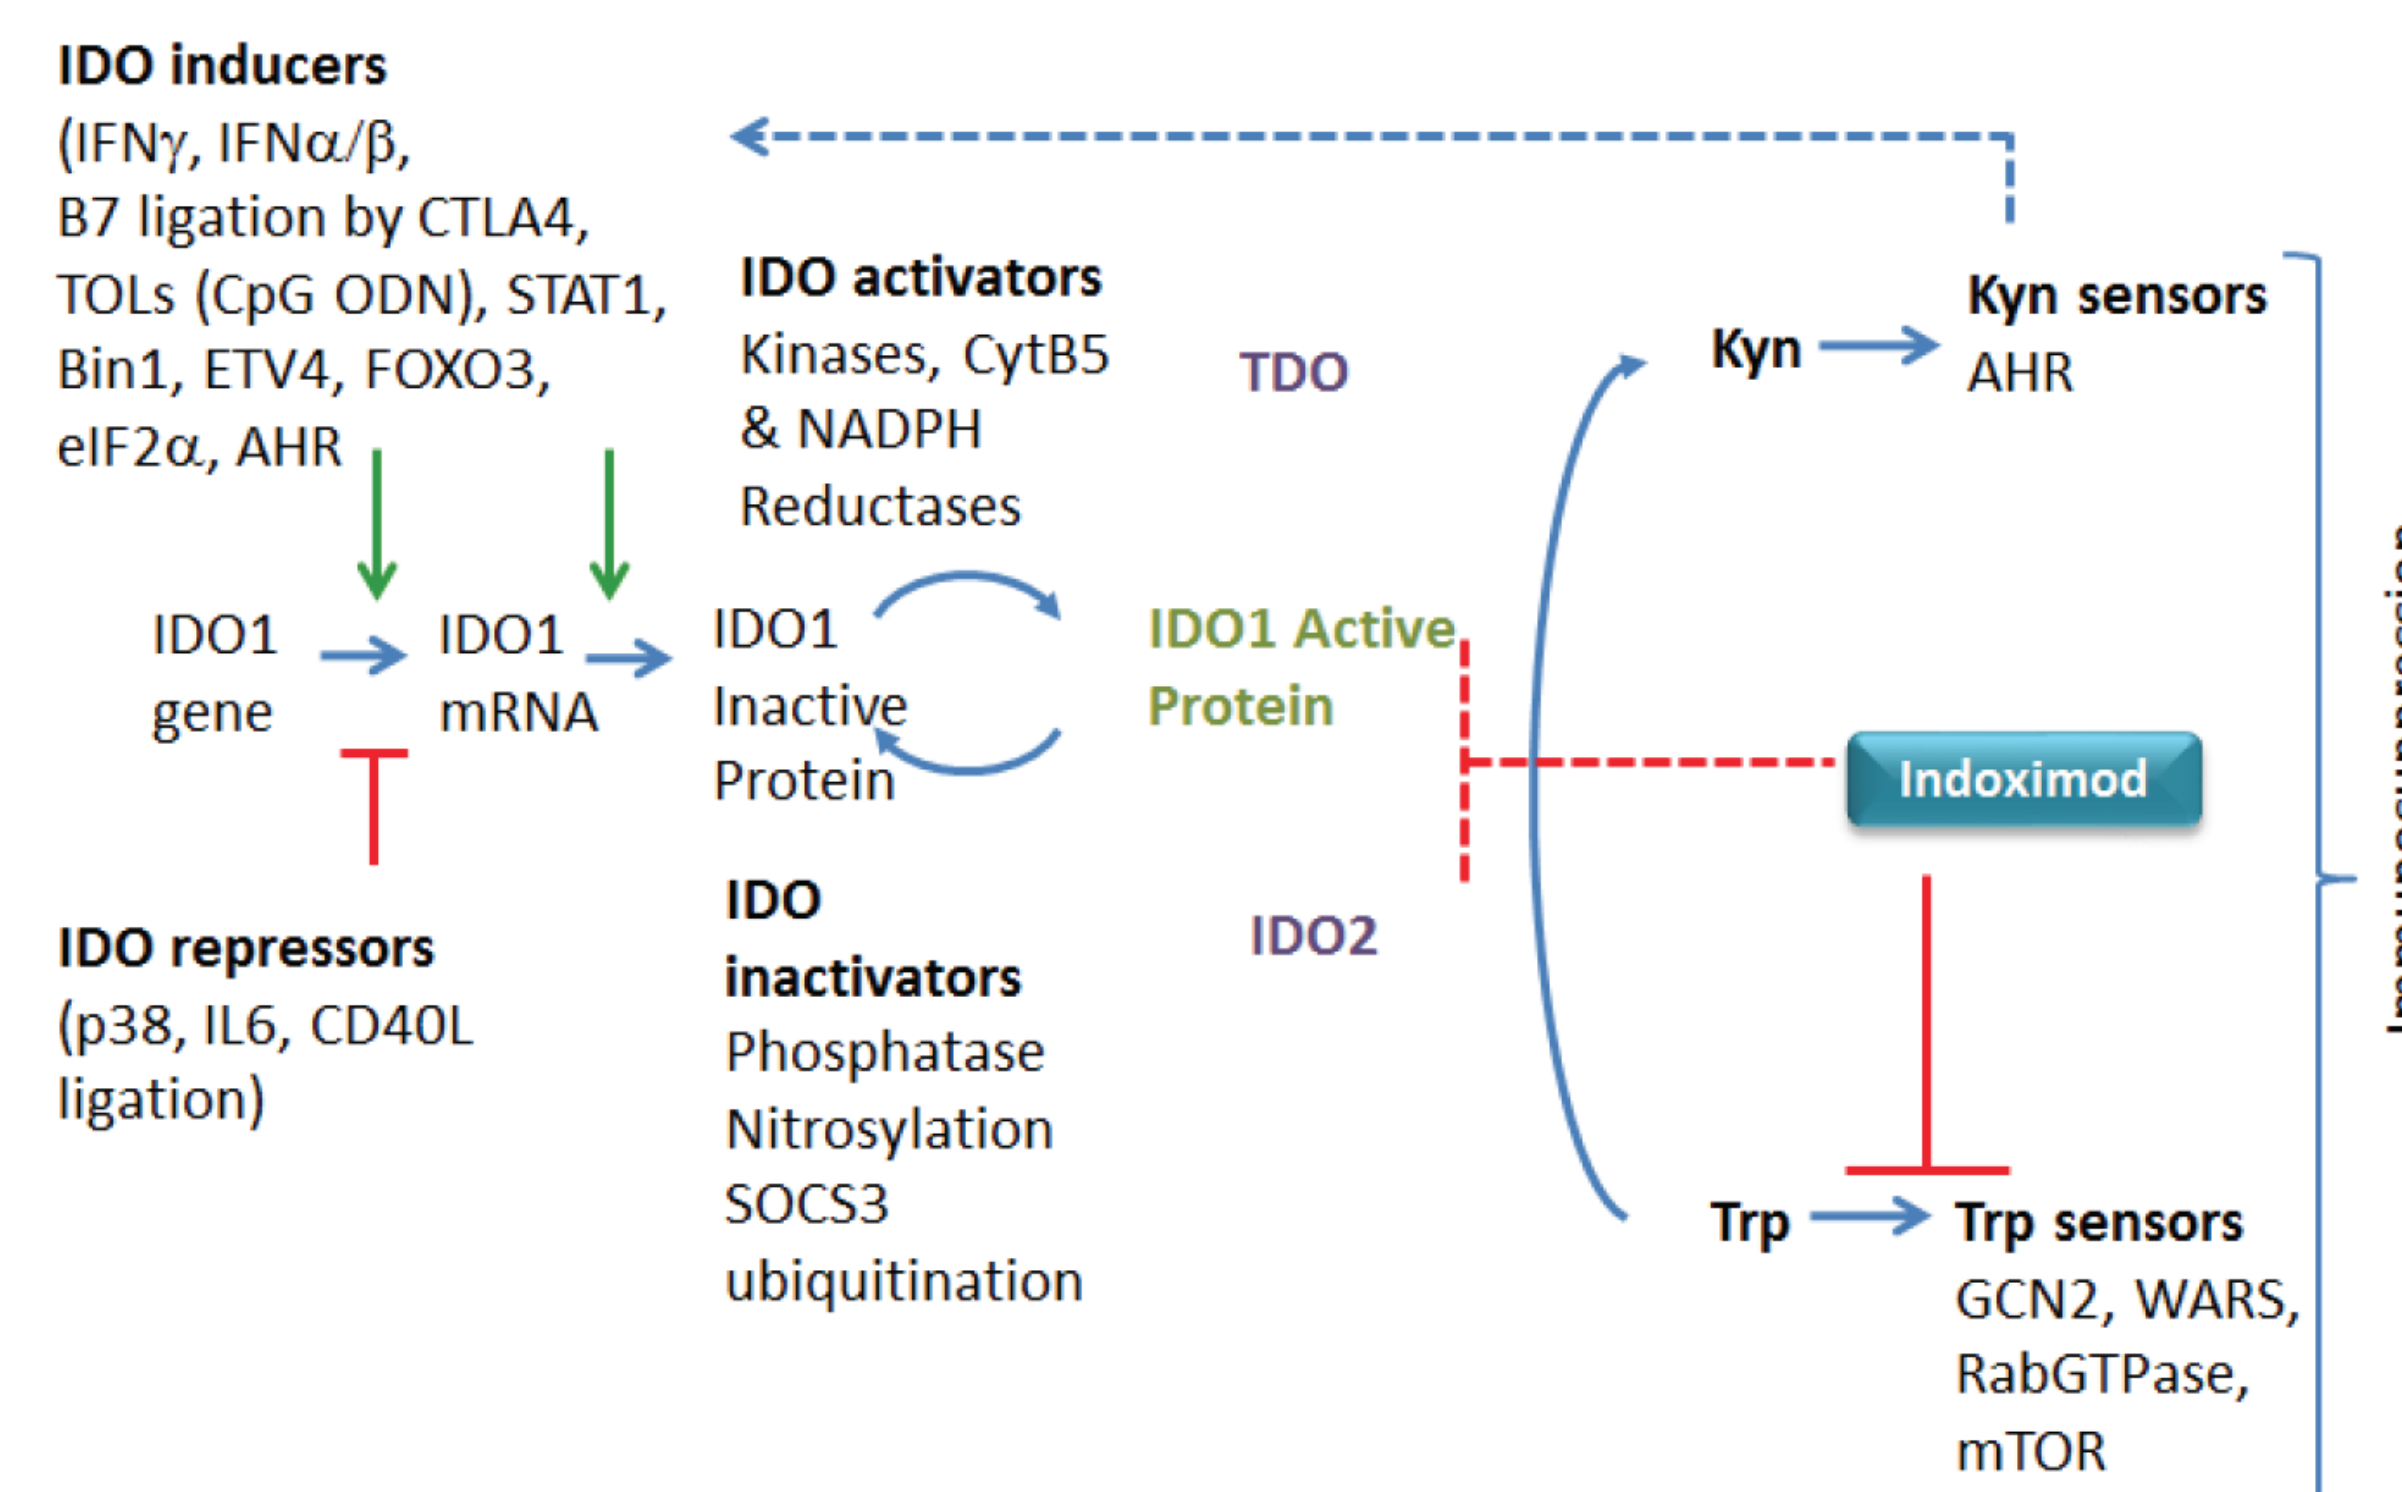 IDO inducers
(IFNγ, IFNα/β,
B7 ligation by CTLA4,
TOLs (CpG ODN), STAT1,
Bin1, ETV4, FOXO3,
eIF2α, AHR
IDO activators
Kinases, CytB5
& NADPH
Reductases
TDO
Kyn
Kyn sensors
AHR
IDO1
gene
IDO1
mRNA
IDO1
Inactive
Protein
IDO1 Active
Protein
Indoximod
IDO repressors
(p38, IL6, CD40L
ligation)
IDO
inactivators
Phosphatase
Nitrosylation
SOCS3
ubiquitination
IDO2
Trp
Trp sensors
GCN2, WARS,
RabGTPase,
mTOR